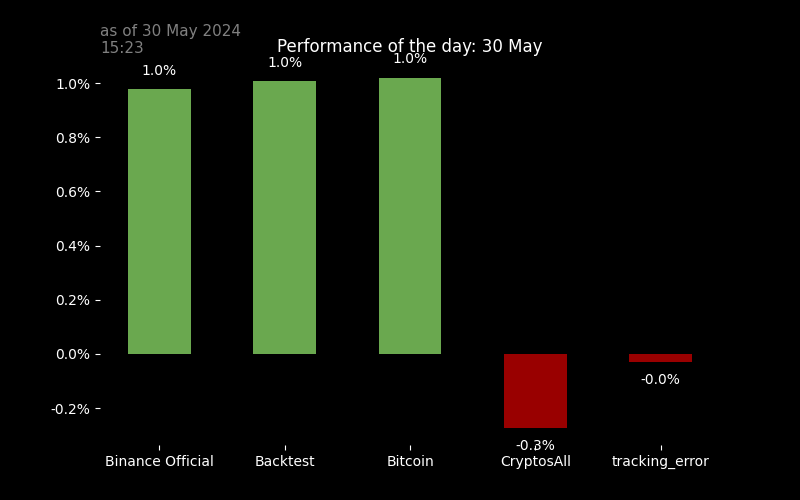 as of 30 May 2024
15:23
Performance of the day: 30 May
1.0%
1.0%
1.0%
1.0%
0.8%
0.6%
0.4%
0.2%
0.0%
-0.2%
-0.0%
-0.3%
Binance Official
Backtest
Bitcoin
CryptosAll
tracking_error